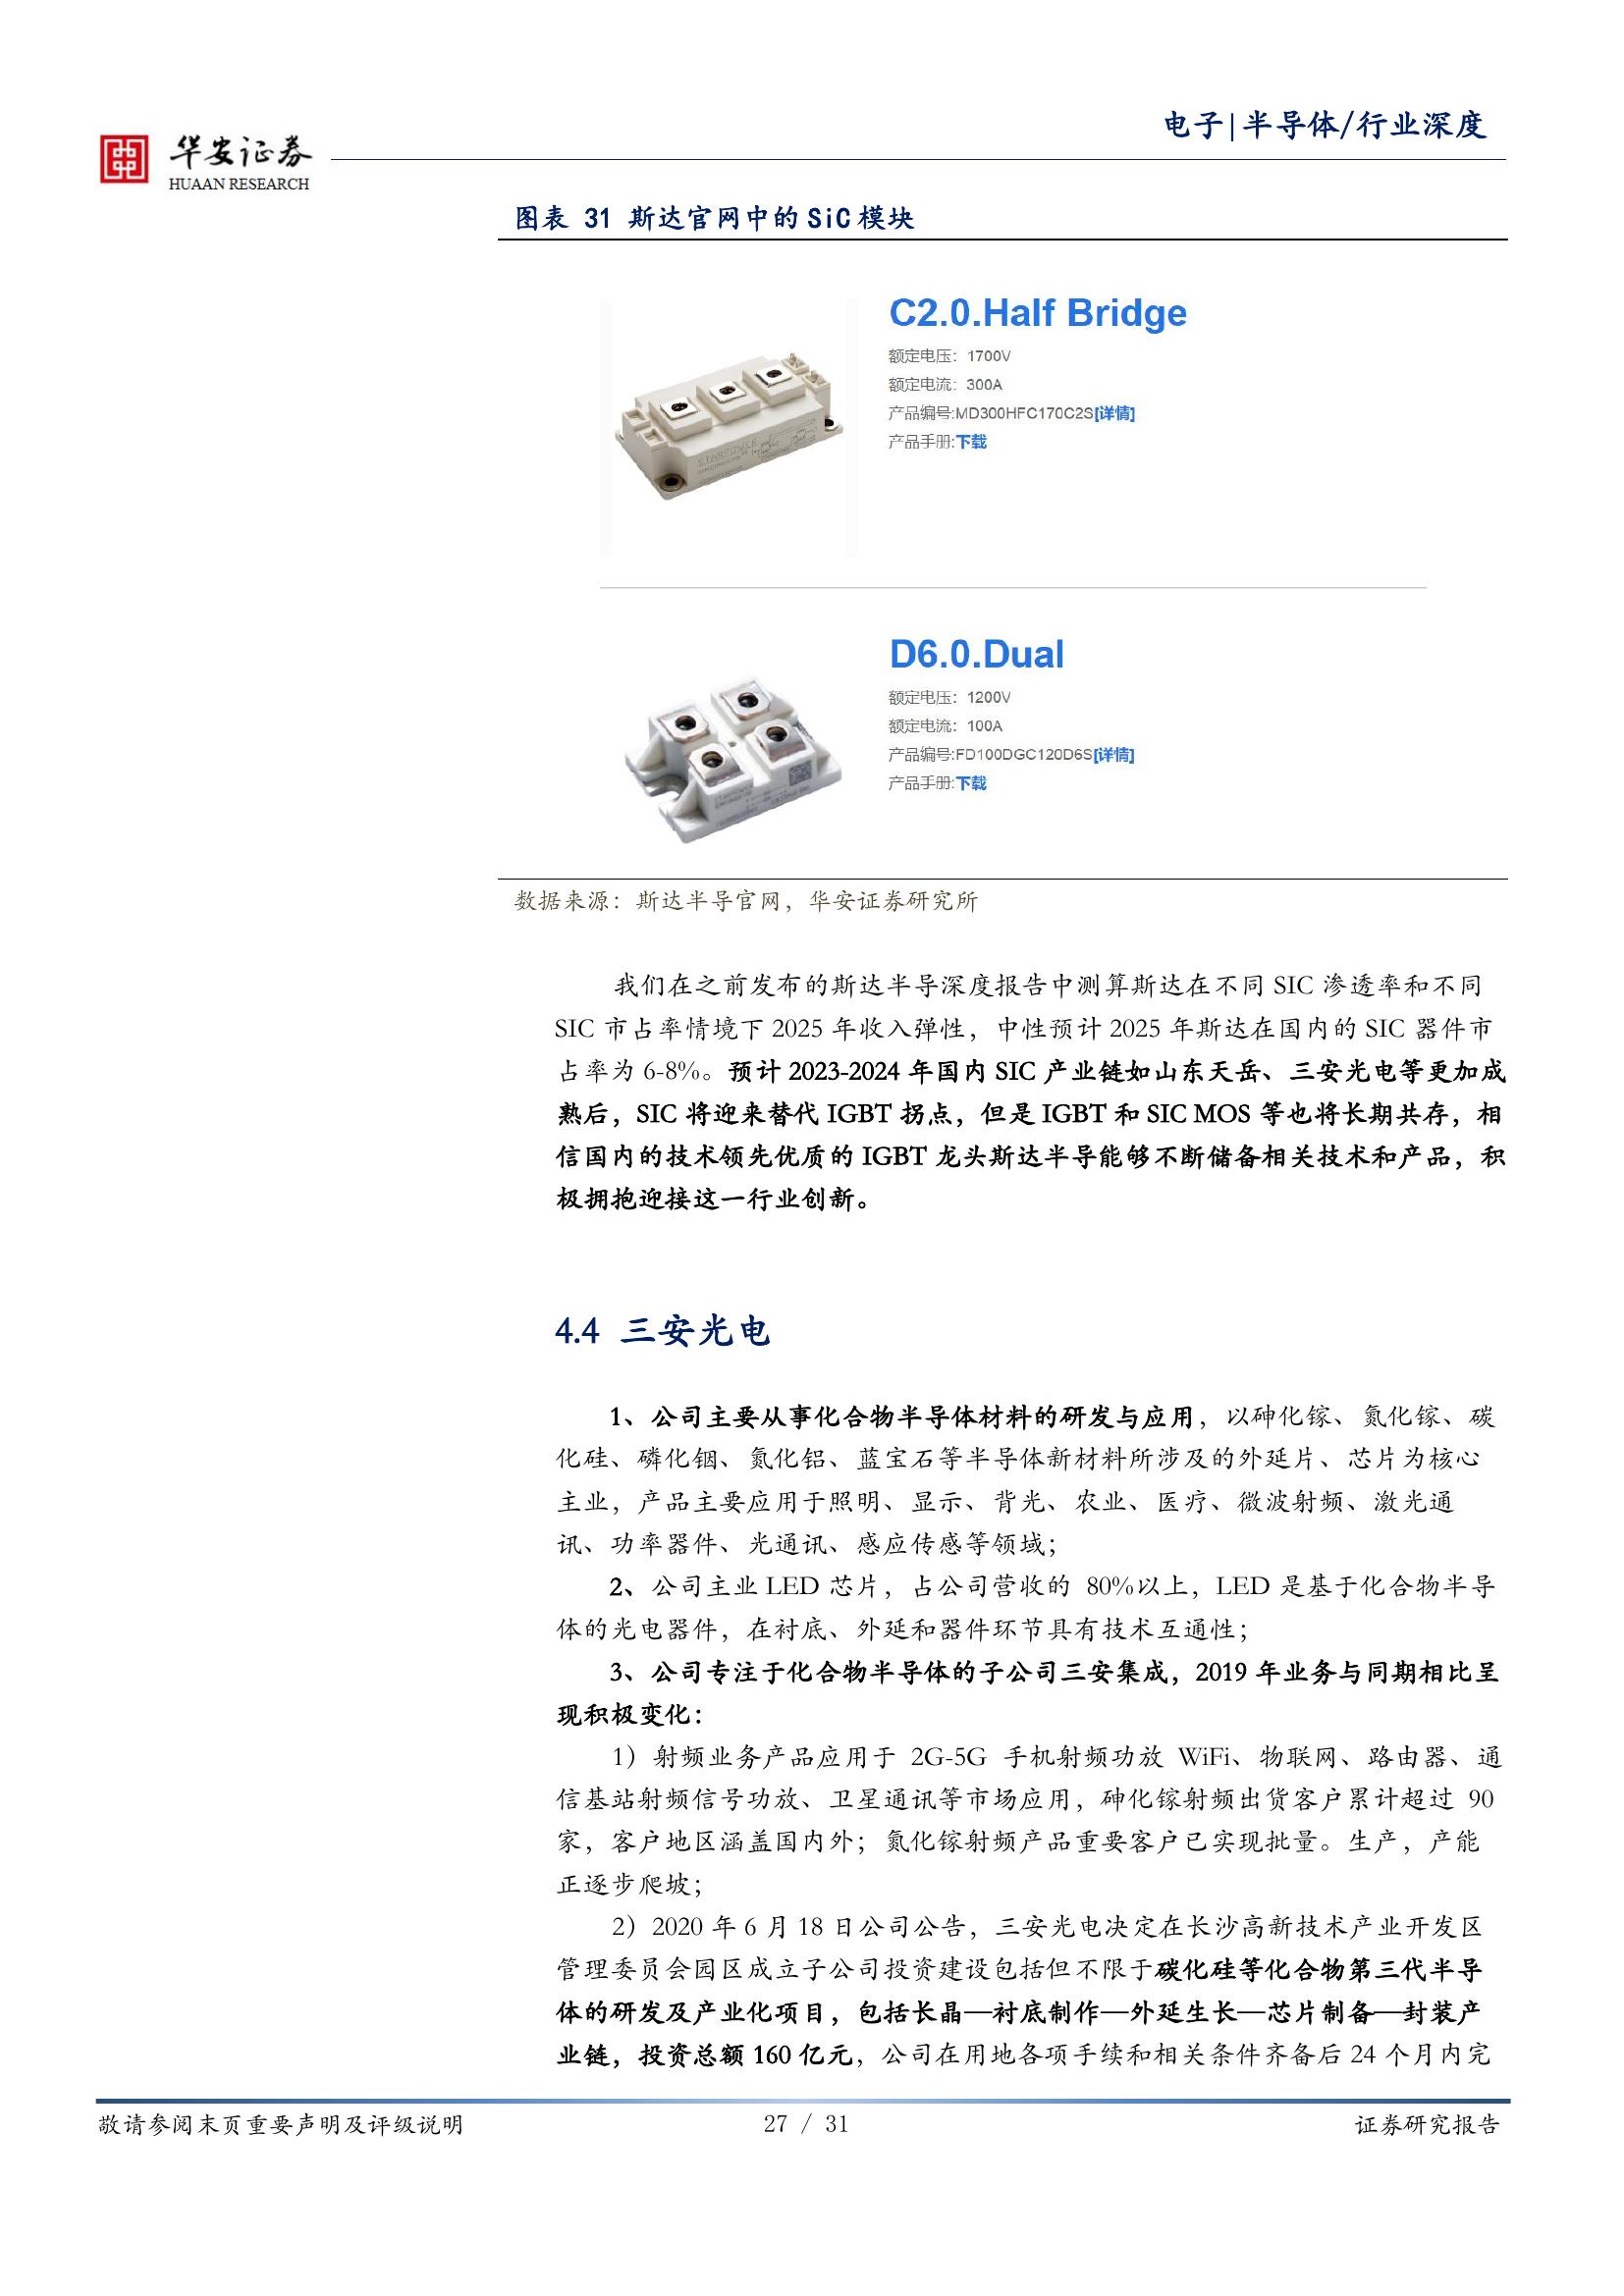 电子|半导体/行业深度
华安证券
HUAAN RESEARCH
图表 31 斯达官网中的SiC模块
C2.0.Half Bridge
额定电压：1700V
额定电流：300A
产品编号:MD300HFC170C2S[详情]
产品手册:下载
D6.0.Dual
额定电压：1200V
额定电流：100A
产品编号:FD100DGC120D6S[详情]
产品手册:下载
数据来源：斯达半导官网，华安证券研究所
我们在之前发布的斯达半导深度报告中测算斯达在不同 SIC 渗透率和不同
SIC 市占率情境下 2025 年收入弹性，中性预计 2025 年斯达在国内的 SIC 器件市
占率为 6-8%。预计 2023-2024 年国内 SIC 产业链如山东天岳、三安光电等更加成
熟后，SIC 将迎来替代 IGBT 拐点，但是 IGBT 和 SIC MOS 等也将长期共存，相
信国内的技术领先优质的 IGBT 龙头斯达半导能够不断储备相关技术和产品，积
极拥抱迎接这一行业创新。
4.4 三安光电
1、公司主要从事化合物半导体材料的研发与应用，以砷化镓、氮化镓、碳
化硅、磷化铟、氮化铝、蓝宝石等半导体新材料所涉及的外延片、芯片为核心
主业，产品主要应用于照明、显示、背光、农业、医疗、微波射频、激光通
讯、功率器件、光通讯、感应传感等领域；
2、公司主业 LED 芯片，占公司营收的 80%以上，LED 是基于化合物半导
体的光电器件，在衬底、外延和器件环节具有技术互通性；
3、公司专注于化合物半导体的子公司三安集成，2019 年业务与同期相比呈
现积极变化：
1）射频业务产品应用于 2G-5G 手机射频功放 WiFi、物联网、路由器、通
信基站射频信号功放、卫星通讯等市场应用，砷化镓射频出货客户累计超过 90
家，客户地区涵盖国内外；氮化镓射频产品重要客户已实现批量。生产，产能
正逐步爬坡；
2）2020 年 6 月 18 日公司公告，三安光电决定在长沙高新技术产业开发区
管理委员会园区成立子公司投资建设包括但不限于碳化硅等化合物第三代半导
体的研发及产业化项目，包括长晶—衬底制作—外延生长—芯片制备—封装产
业链，投资总额 160 亿元，公司在用地各项手续和相关条件齐备后 24 个月内完
敬请参阅末页重要声明及评级说明
27 / 31
证券研究报告